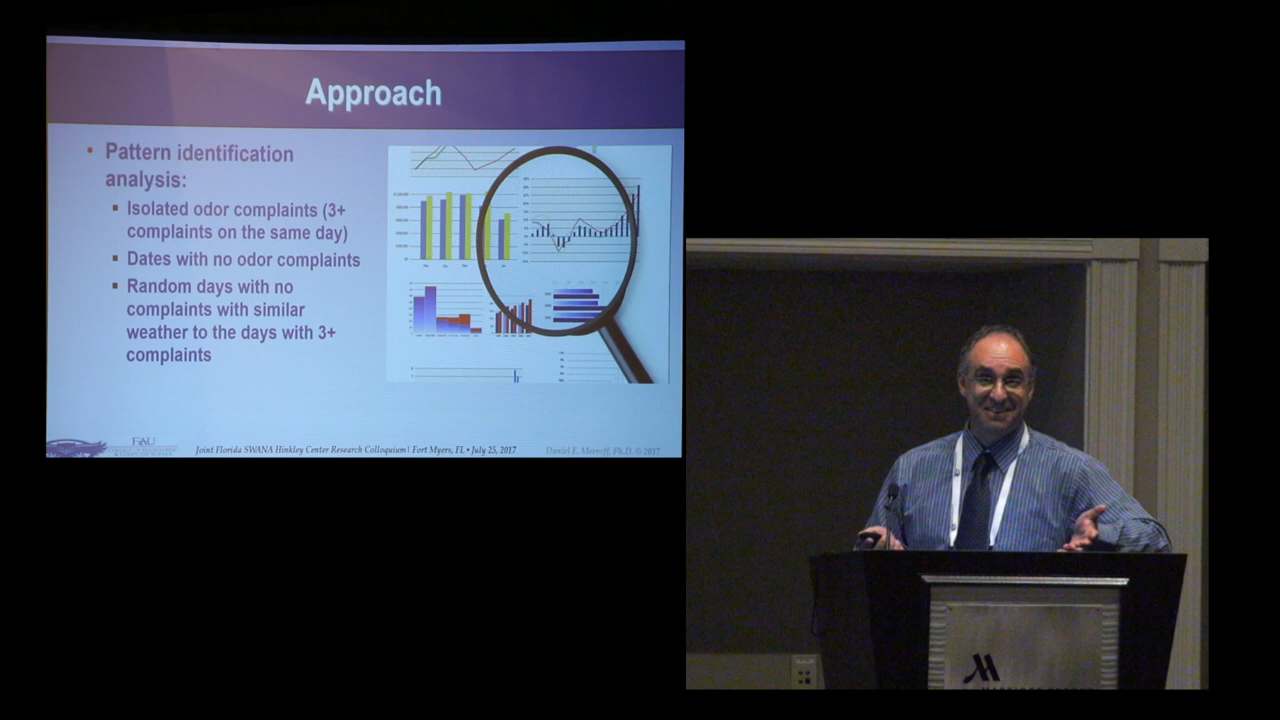 Approach
• Pattern identification
analysis:
▪ Isolated odor complaints (3+
complaints on the same day)
▪ Dates with no odor complaints
▪ Random days with no
complaints with similar
weather to the days with 3+
complaints
FAU
Joint Florida SWANA Hinkley Center Research Colloquium | Fort Myers, FL • July 25, 2017
Daniel E. Meeroff, Ph.D. © 2017